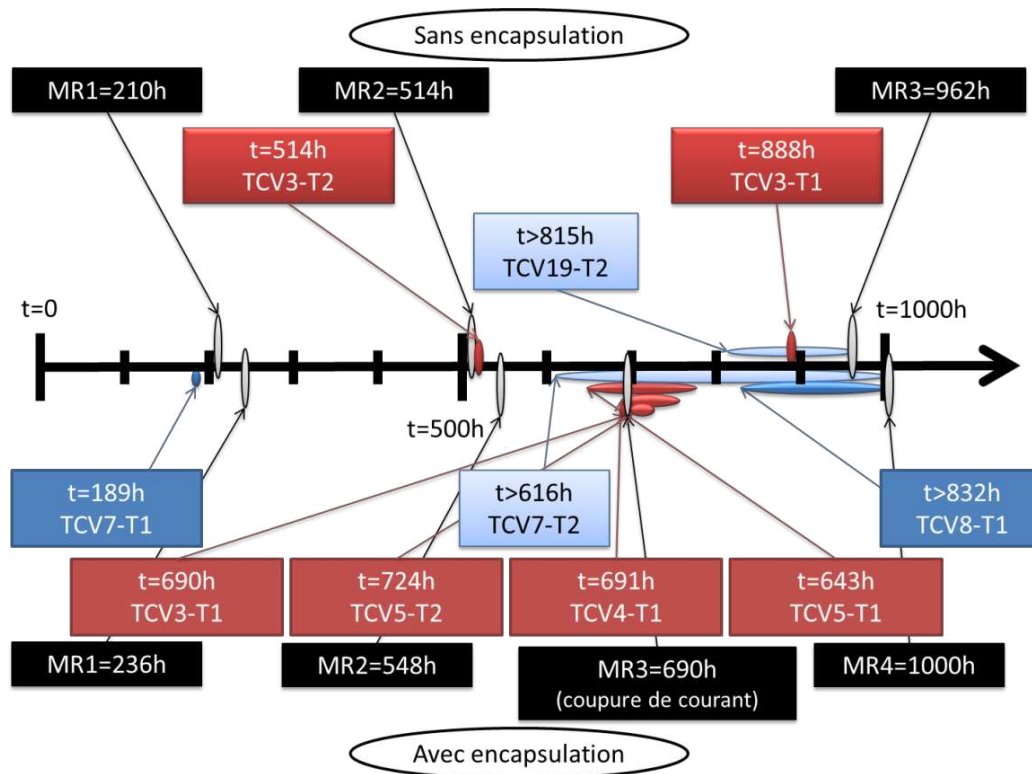 Sans encapsulation
MR1=210h
MR2=514h
MR3=962h
t=514h
TCV3-T2
t=888h
TCV3-T1
t>815h
TCV19-T2
t=0
t=1000h
t=500h
t=189h
TCV7-T1
t>616h
TCV7-T2
t>832h
TCV8-T1
t=690h
TCV3-T1
t=724h
TCV5-T2
t=691h
TCV4-T1
t=643h
TCV5-T1
MR1=236h
MR2=548h
MR3=690h
(coupure de courant)
MR4=1000h
Avec encapsulation